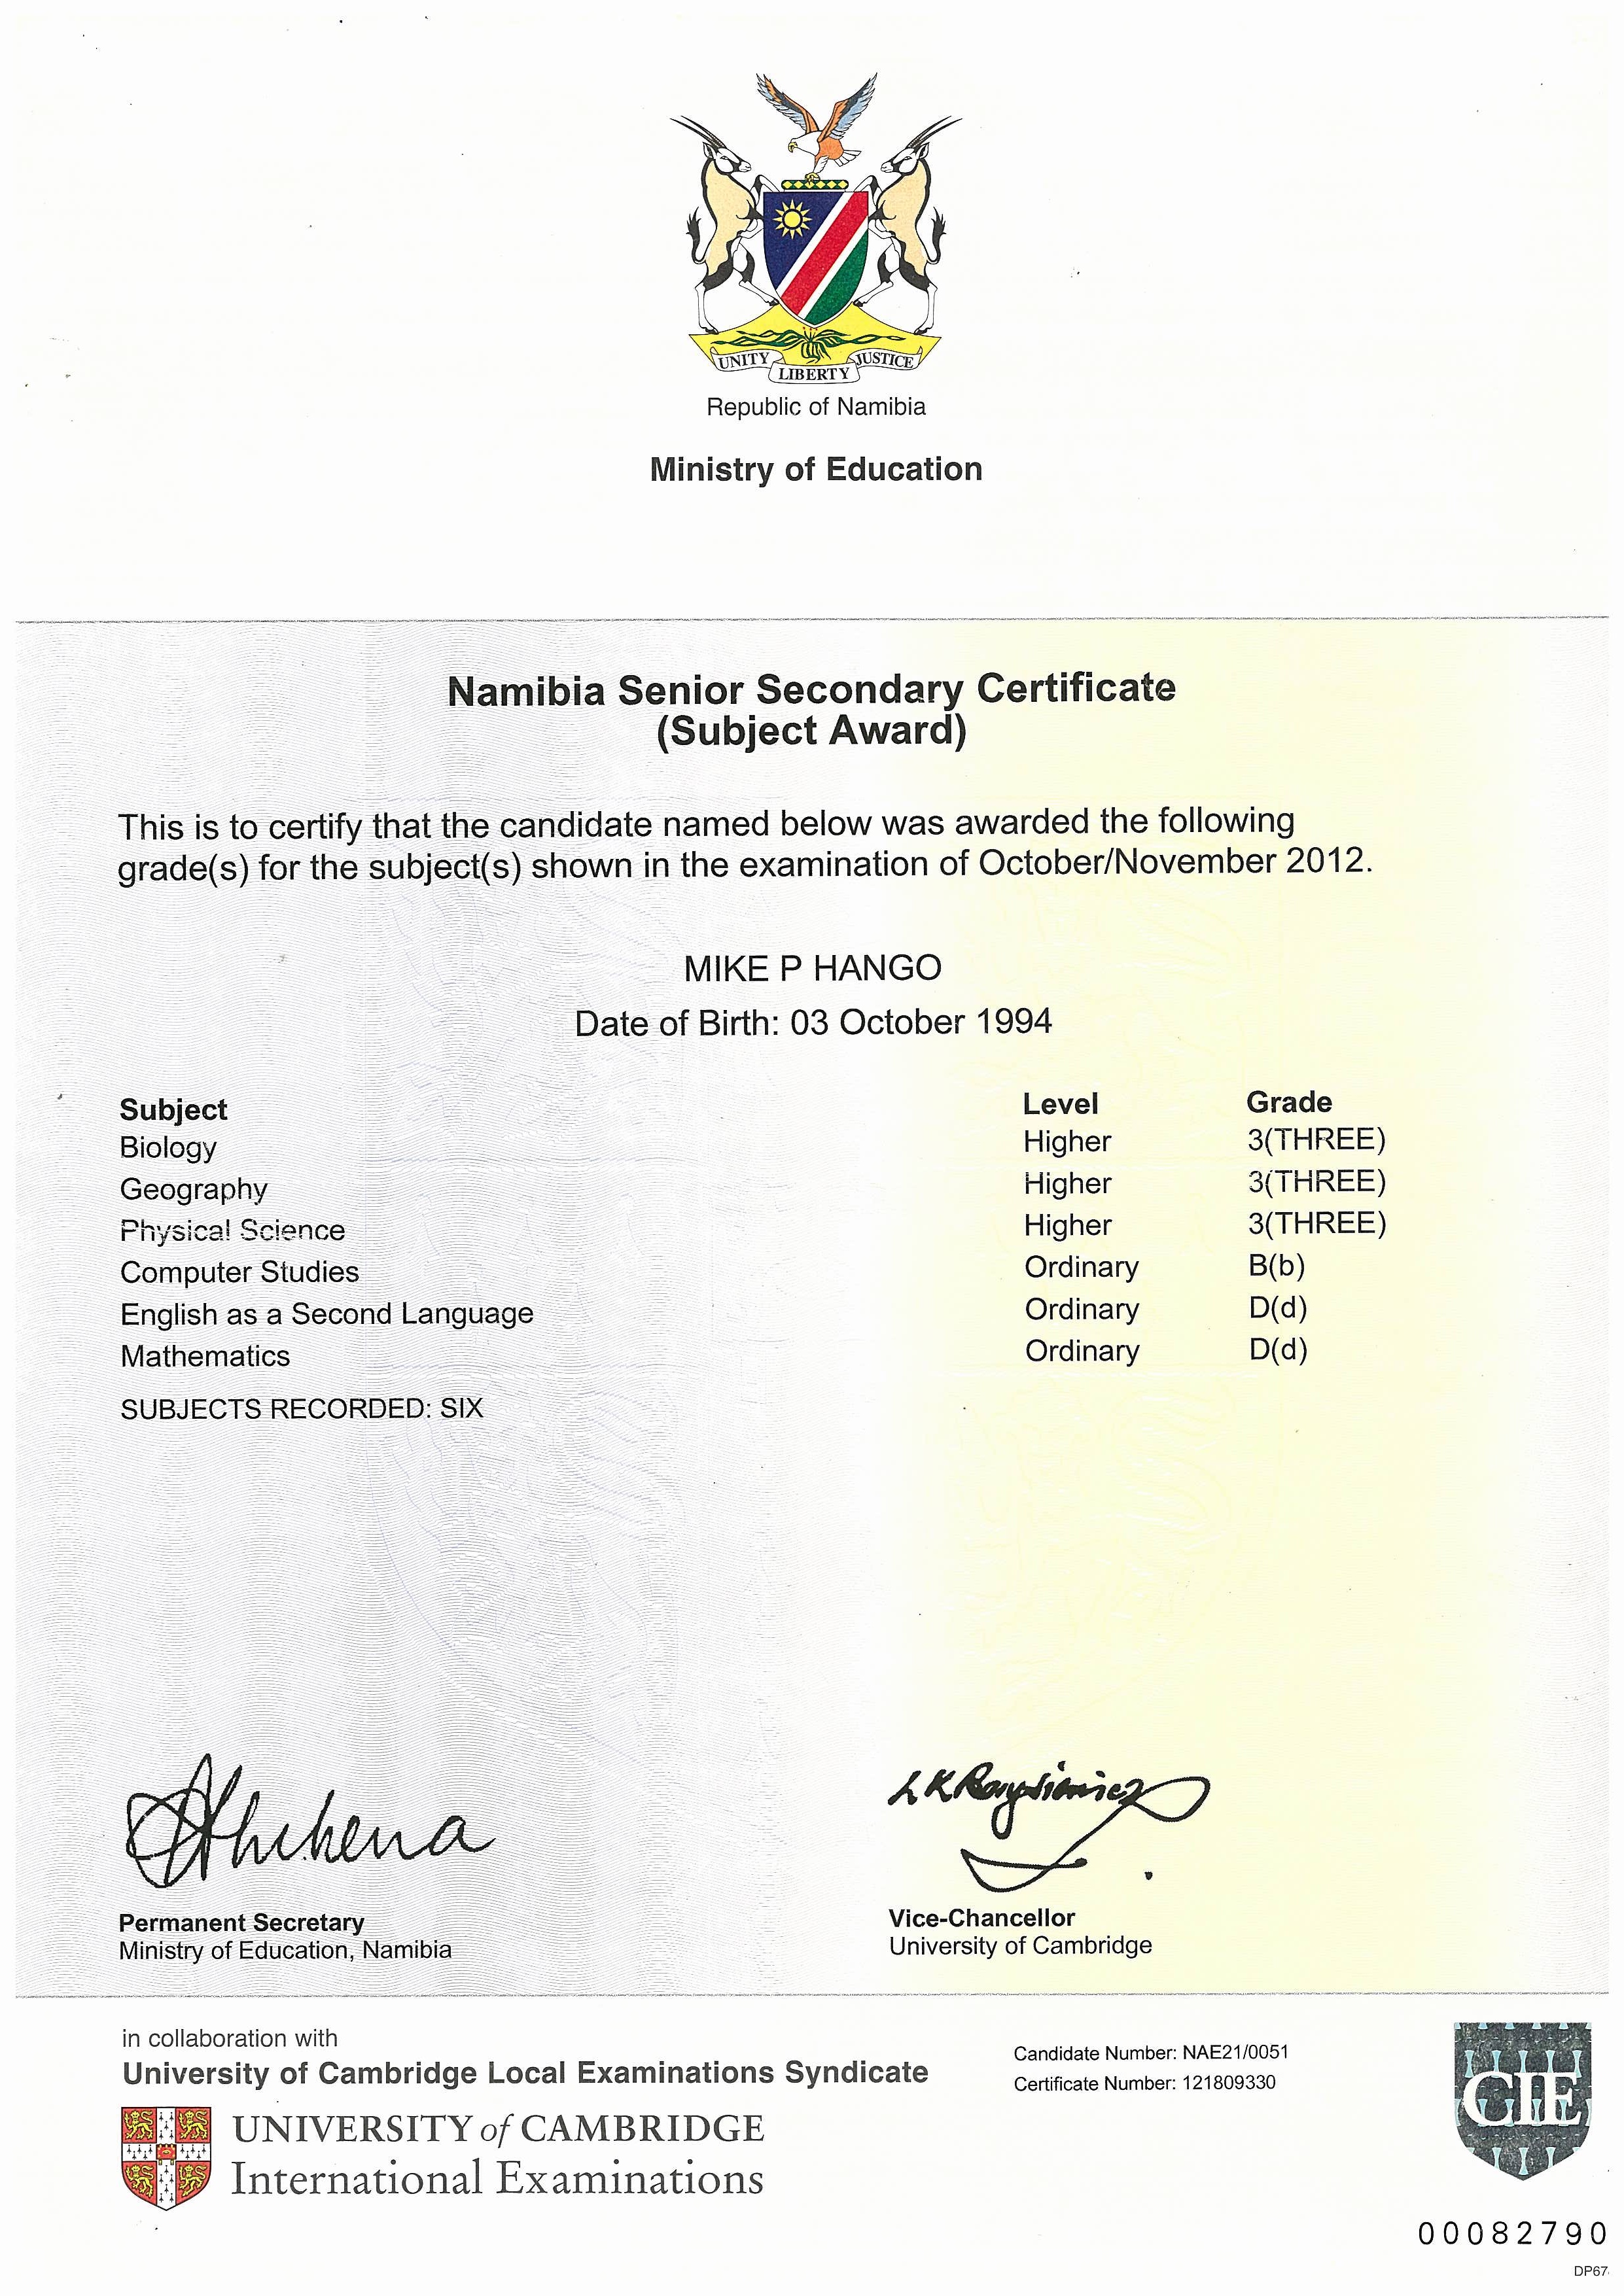 UNITY
LIBERTY
JUSTICE
Republic of Namibia
Ministry of Education
Namibia Senior Secondary Certificate
(Subject Award)
This is to certify that the candidate named below was awarded the following
grade(s) for the subject(s) shown in the examination of October/November 2012.
MIKE P HANGO
Date of Birth: 03 October 1994
Subject Level Grade
Biology Higher 3(THREE)
Geography Higher 3(THREE)
Physical Science Higher 3(THREE)
Computer Studies Ordinary B(b)
English as a Second Language Ordinary D(d)
Mathematics Ordinary D(d)
SUBJECTS RECORDED: SIX
Permanent Secretary
Ministry of Education, Namibia
Vice-Chancellor
University of Cambridge
in collaboration with
University of Cambridge Local Examinations Syndicate
UNIVERSITY of CAMBRIDGE
International Examinations
Candidate Number: NAE21/0051
Certificate Number: 121809330
CIE
00082790